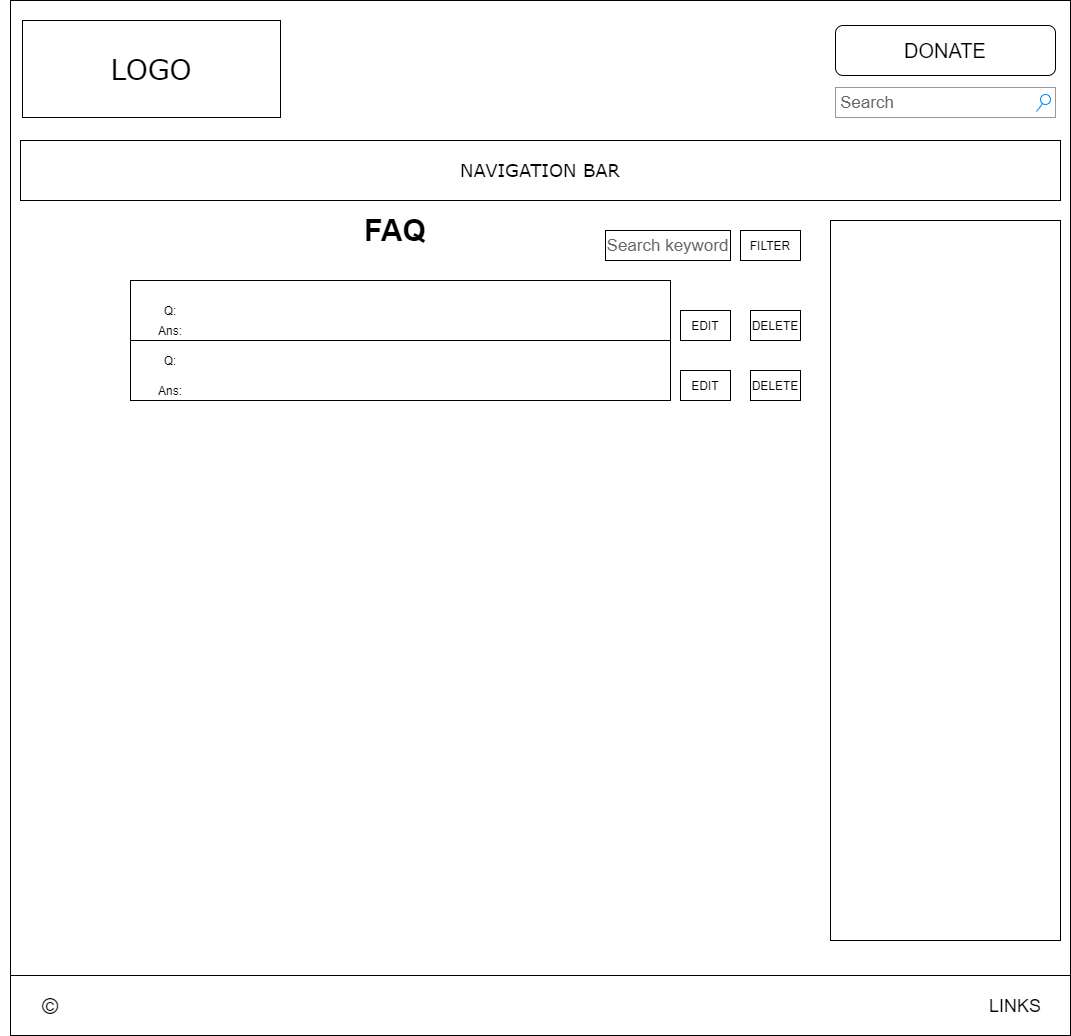 LOGO
DONATE
Search
NAVIGATION BAR
FAQ
Search keyword
FILTER
Q:
Ans:
EDIT
DELETE
Q:
Ans:
EDIT
DELETE
©
LINKS